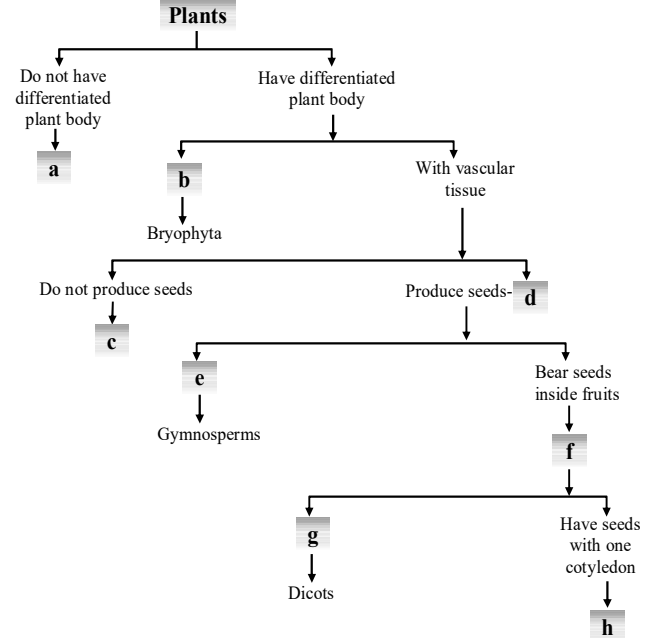 Plants
Do not have
differentiated
plant body
Have differentiated
plant body
a
b
With vascular
tissue
Bryophyta
Do not produce seeds
Produce seeds-
d
c
e
Bear seeds
inside fruits
Gymnosperms
f
g
Have seeds
with one
cotyledon
Dicots
h